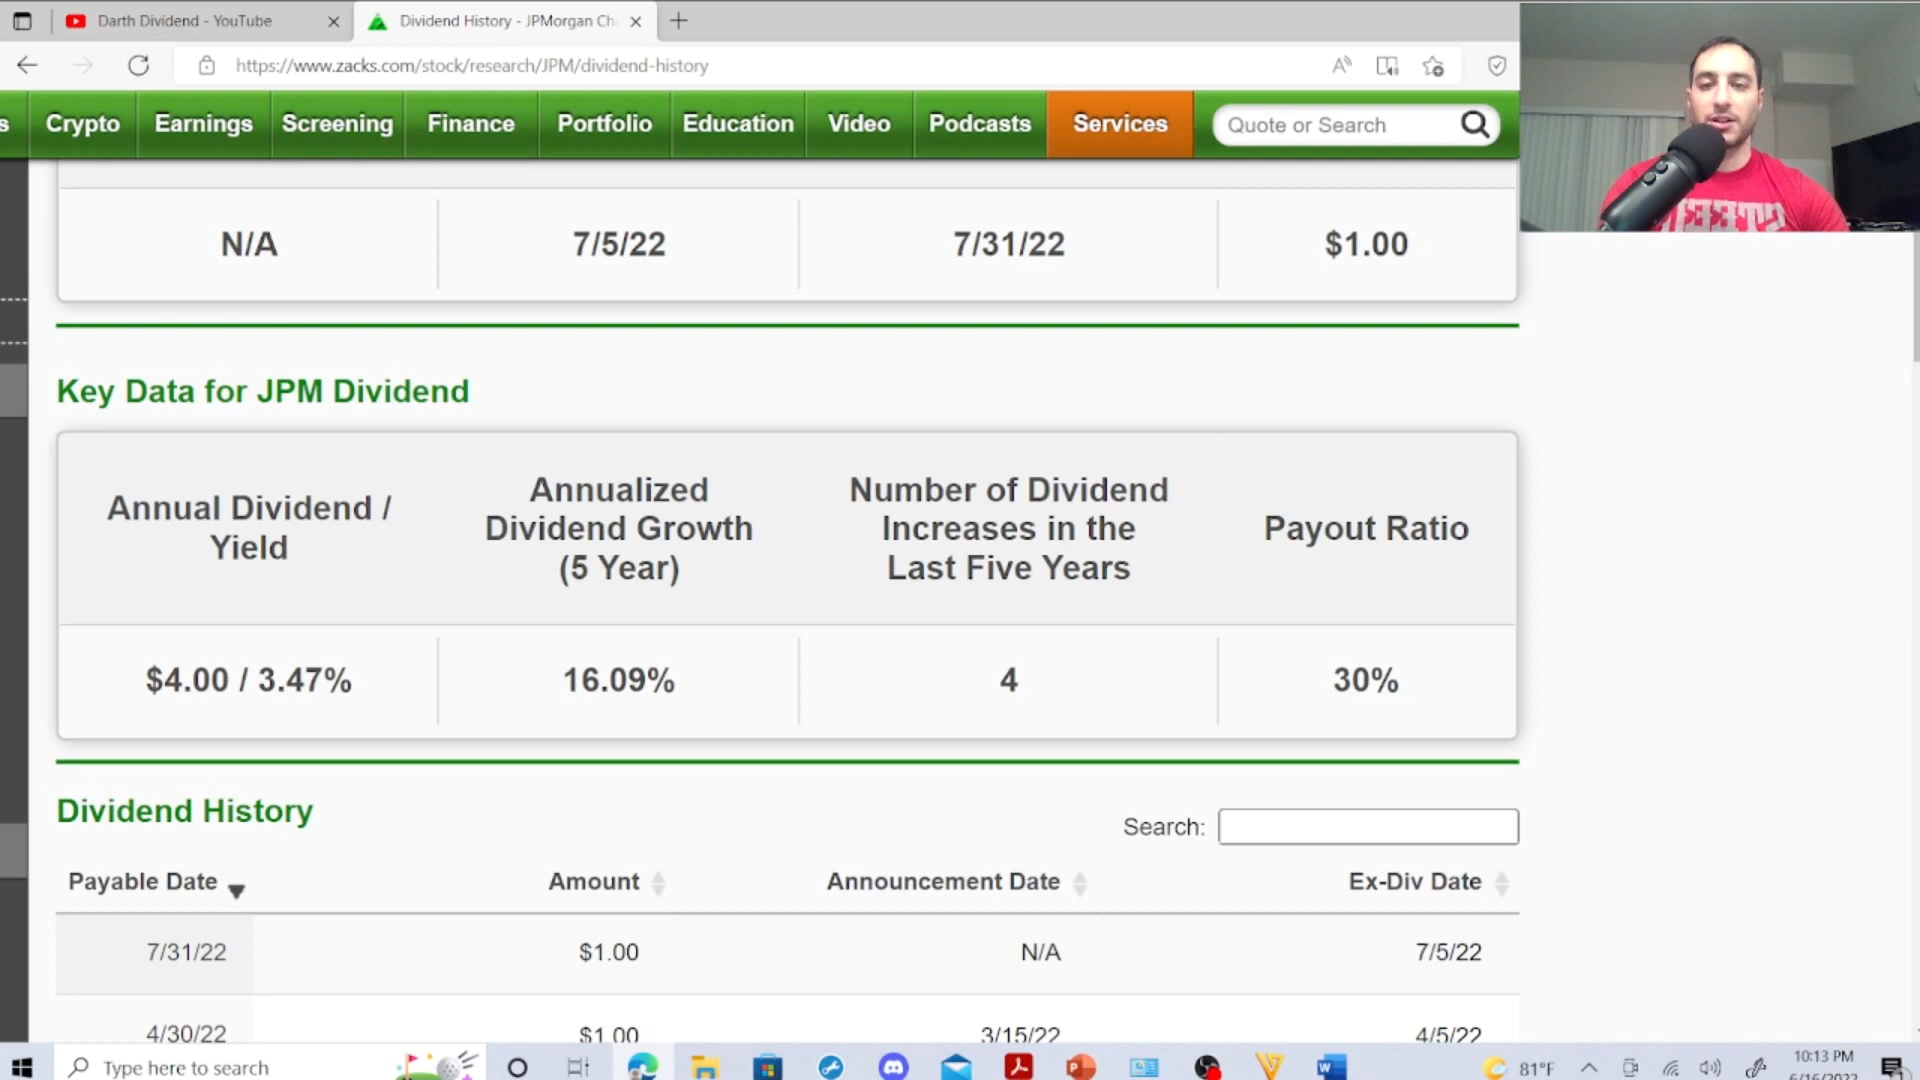 Darth Dividend - YouTube
Dividend History - JPMorgan Ch
https://www.zacks.com/stock/research/JPM/dividend-history
s Crypto Earnings Screening Finance Portfolio Education Video Podcasts Services Quote or Search
N/A 7/5/22 7/31/22 $1.00
Key Data for JPM Dividend
Annual Dividend /
Yield
Annualized
Dividend Growth
(5 Year)
Number of Dividend
Increases in the
Last Five Years
Payout Ratio
$4.00 / 3.47% 16.09% 4 30%
Dividend History
Search:
Payable Date Amount Announcement Date Ex-Div Date
7/31/22 $1.00 N/A 7/5/22
4/30/22 $1.00 3/15/22 4/5/22
Type here to search
81°F
10:13 PM
6/16/2022